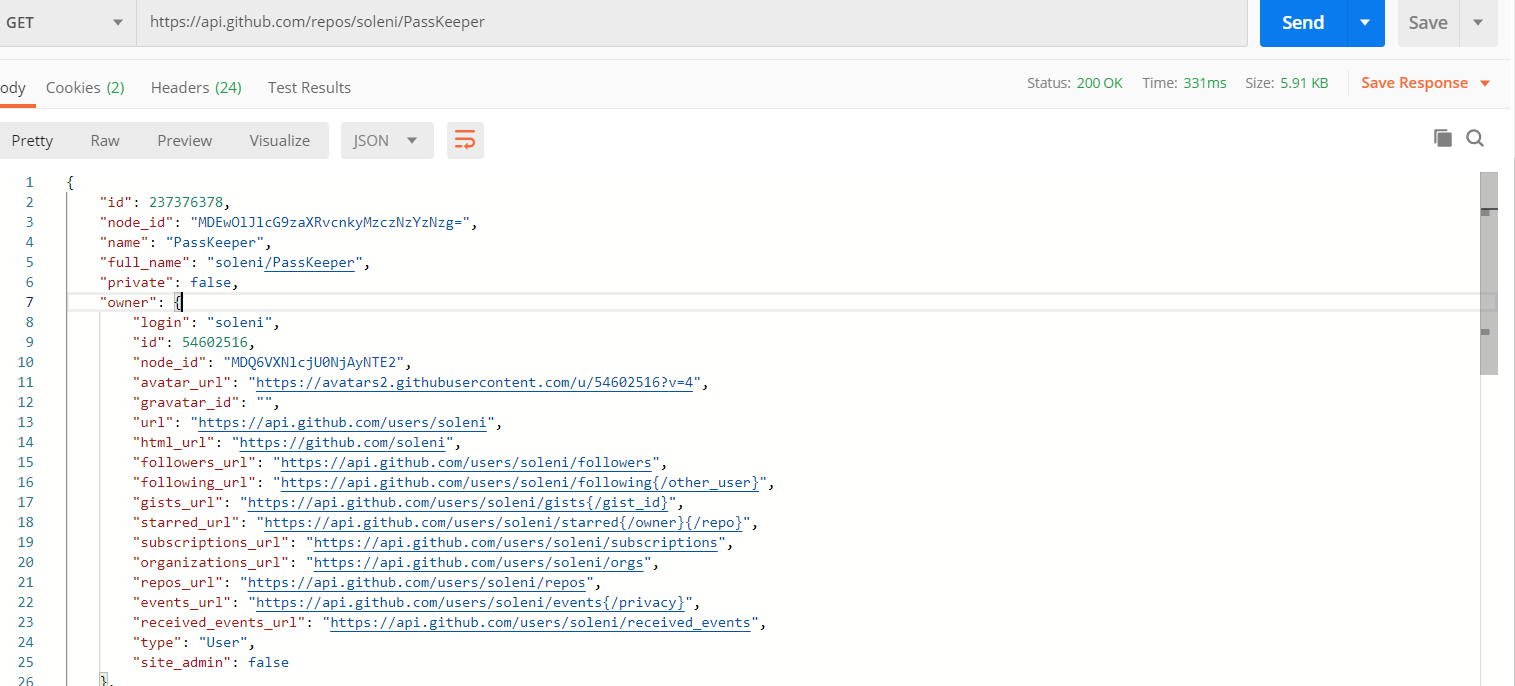 GET https://api.github.com/repos/soleni/PassKeeper Send Save
ody Cookies (2) Headers (24) Test Results Status: 200 OK Time: 331ms Size: 5.91 KB Save Response
Pretty Raw Preview Visualize JSON
1 {
2 "id": 237376378,
3 "node_id": "MDEwOlJlcG9zaXRvcnkyMzczNzYzNzg=",
4 "name": "PassKeeper",
5 "full_name": "soleni/PassKeeper",
6 "private": false,
7 "owner": {
8 "login": "soleni",
9 "id": 54602516,
10 "node_id": "MDQ6VXNlcjU0NjAyNTE2",
11 "avatar_url": "https://avatars2.githubusercontent.com/u/54602516?v=4",
12 "gravatar_id": "",
13 "url": "https://api.github.com/users/soleni",
14 "html_url": "https://github.com/soleni",
15 "followers_url": "https://api.github.com/users/soleni/followers",
16 "following_url": "https://api.github.com/users/soleni/following{/other_user}",
17 "gists_url": "https://api.github.com/users/soleni/gists{/gist_id}",
18 "starred_url": "https://api.github.com/users/soleni/starred{/owner}{/repo}",
19 "subscriptions_url": "https://api.github.com/users/soleni/subscriptions",
20 "organizations_url": "https://api.github.com/users/soleni/orgs",
21 "repos_url": "https://api.github.com/users/soleni/repos",
22 "events_url": "https://api.github.com/users/soleni/events{/privacy}",
23 "received_events_url": "https://api.github.com/users/soleni/received_events",
24 "type": "User",
25 "site_admin": false
26 },